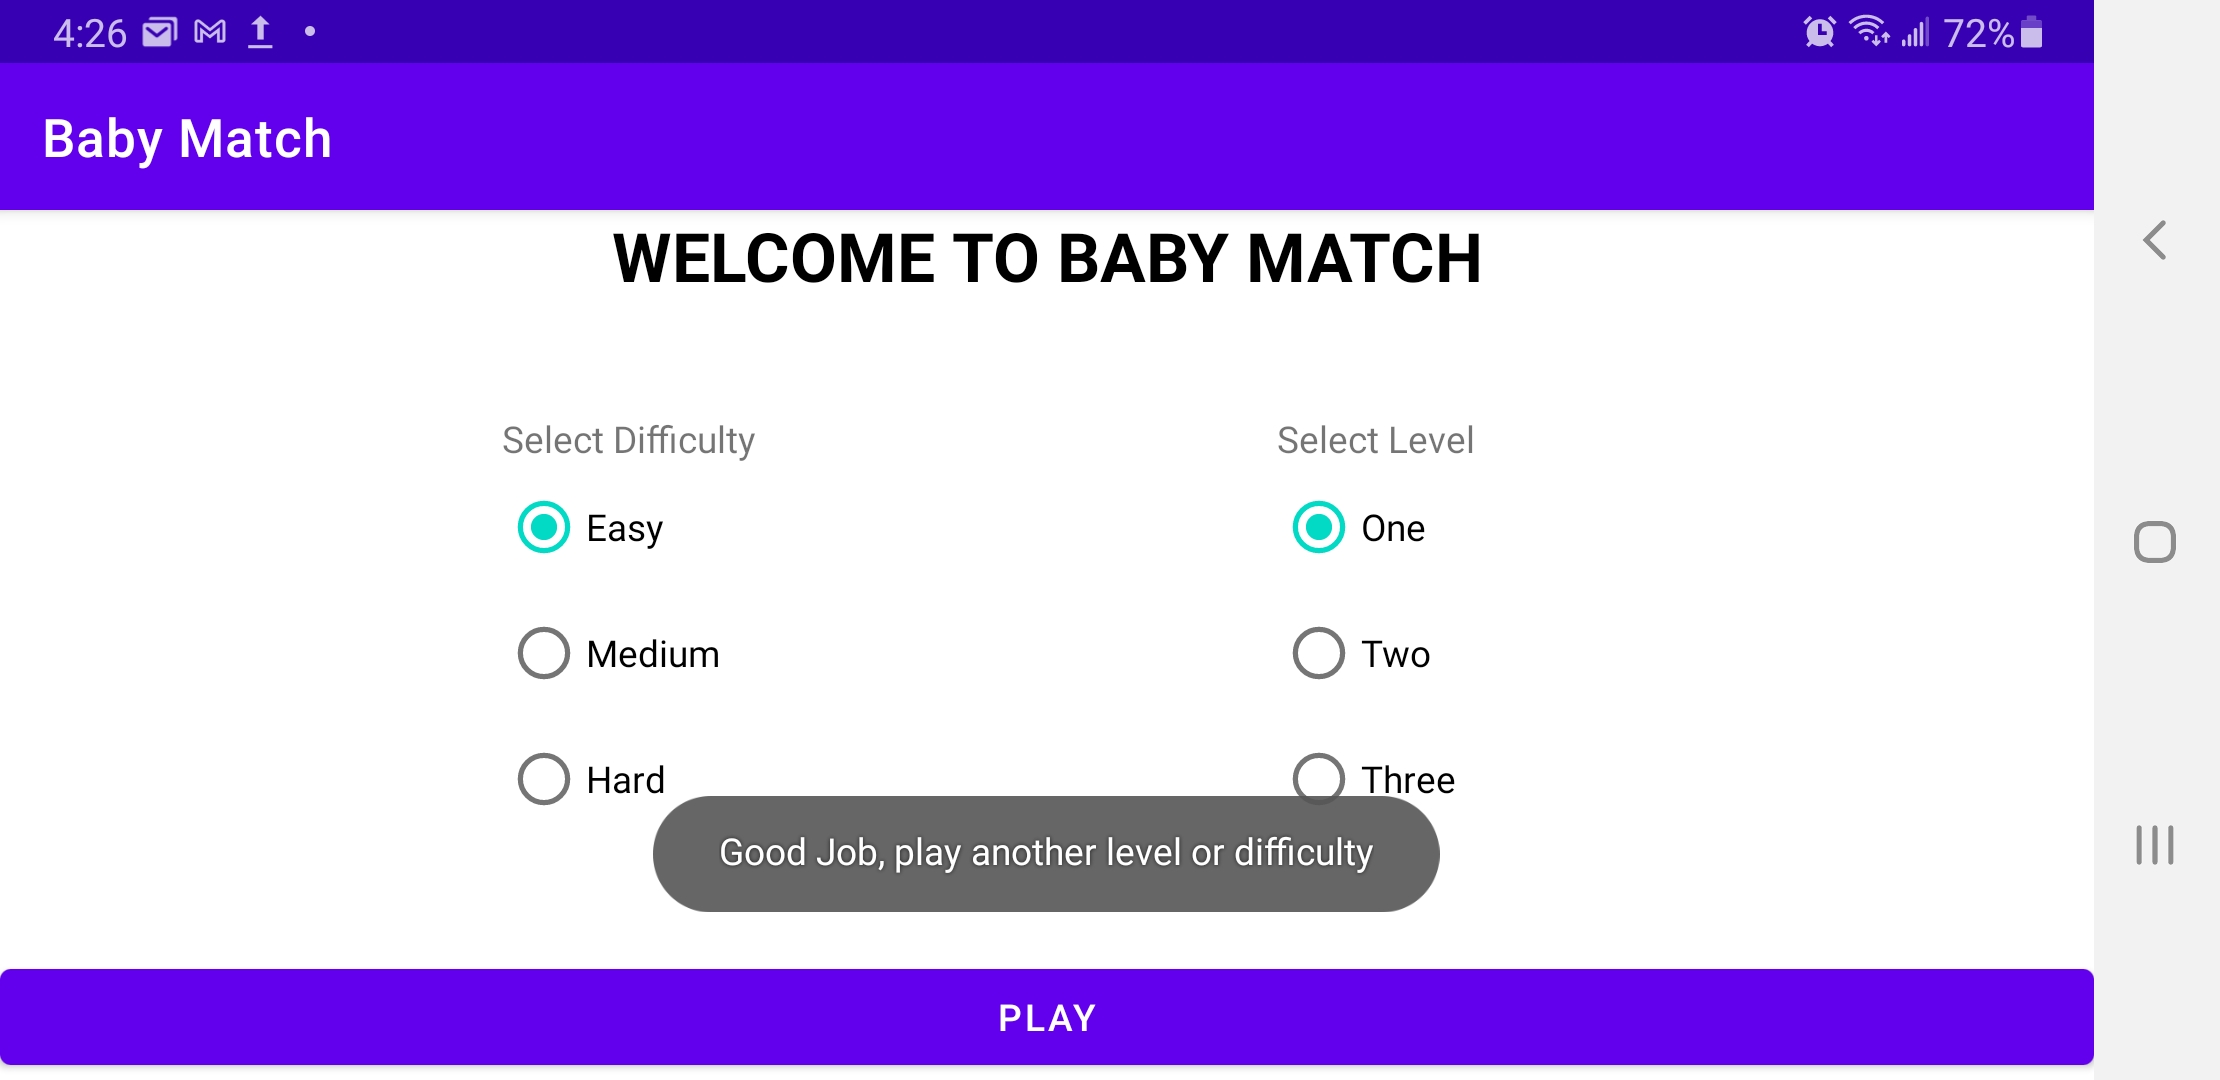 4:26
72%
Baby Match
WELCOME TO BABY MATCH
Select Difficulty
Easy
Medium
Hard
Select Level
One
Two
Three
Good Job, play another level or difficulty
PLAY